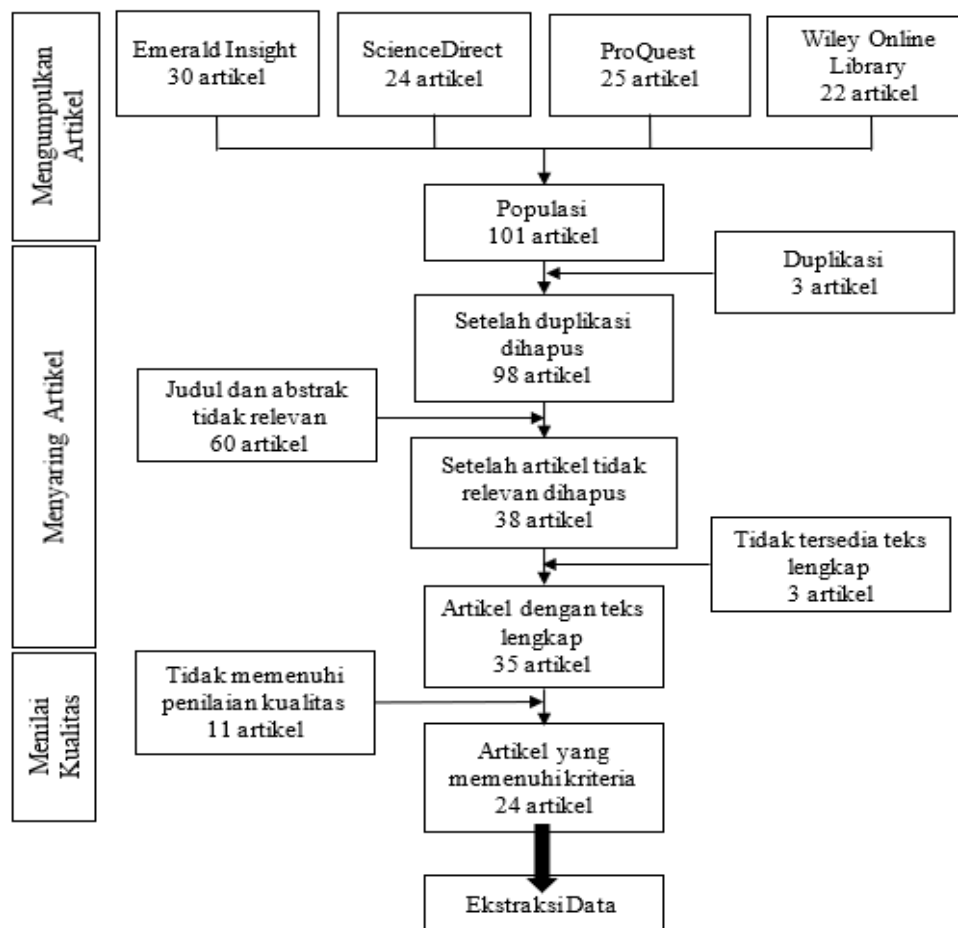 Mengumpulkan
Artikel
Emerald Insight
30 artikel
ScienceDirect
24 artikel
ProQuest
25 artikel
Wiley Online
Library
22 artikel
Populasi
101 artikel
Menyaring Artikel
Duplikasi
3 artikel
Setelah duplikasi
dihapus
98 artikel
Judul dan abstrak
tidak relevan
60 artikel
Setelah artikel tidak
relevan dihapus
38 artikel
Tidak tersedia teks
lengkap
3 artikel
Artikel dengan teks
lengkap
35 artikel
Menilai
Kualitas
Tidak memenuhi
penilaian kualitas
11 artikel
Artikel yang
memenuhi kriteria
24 artikel
Ekstraksi Data